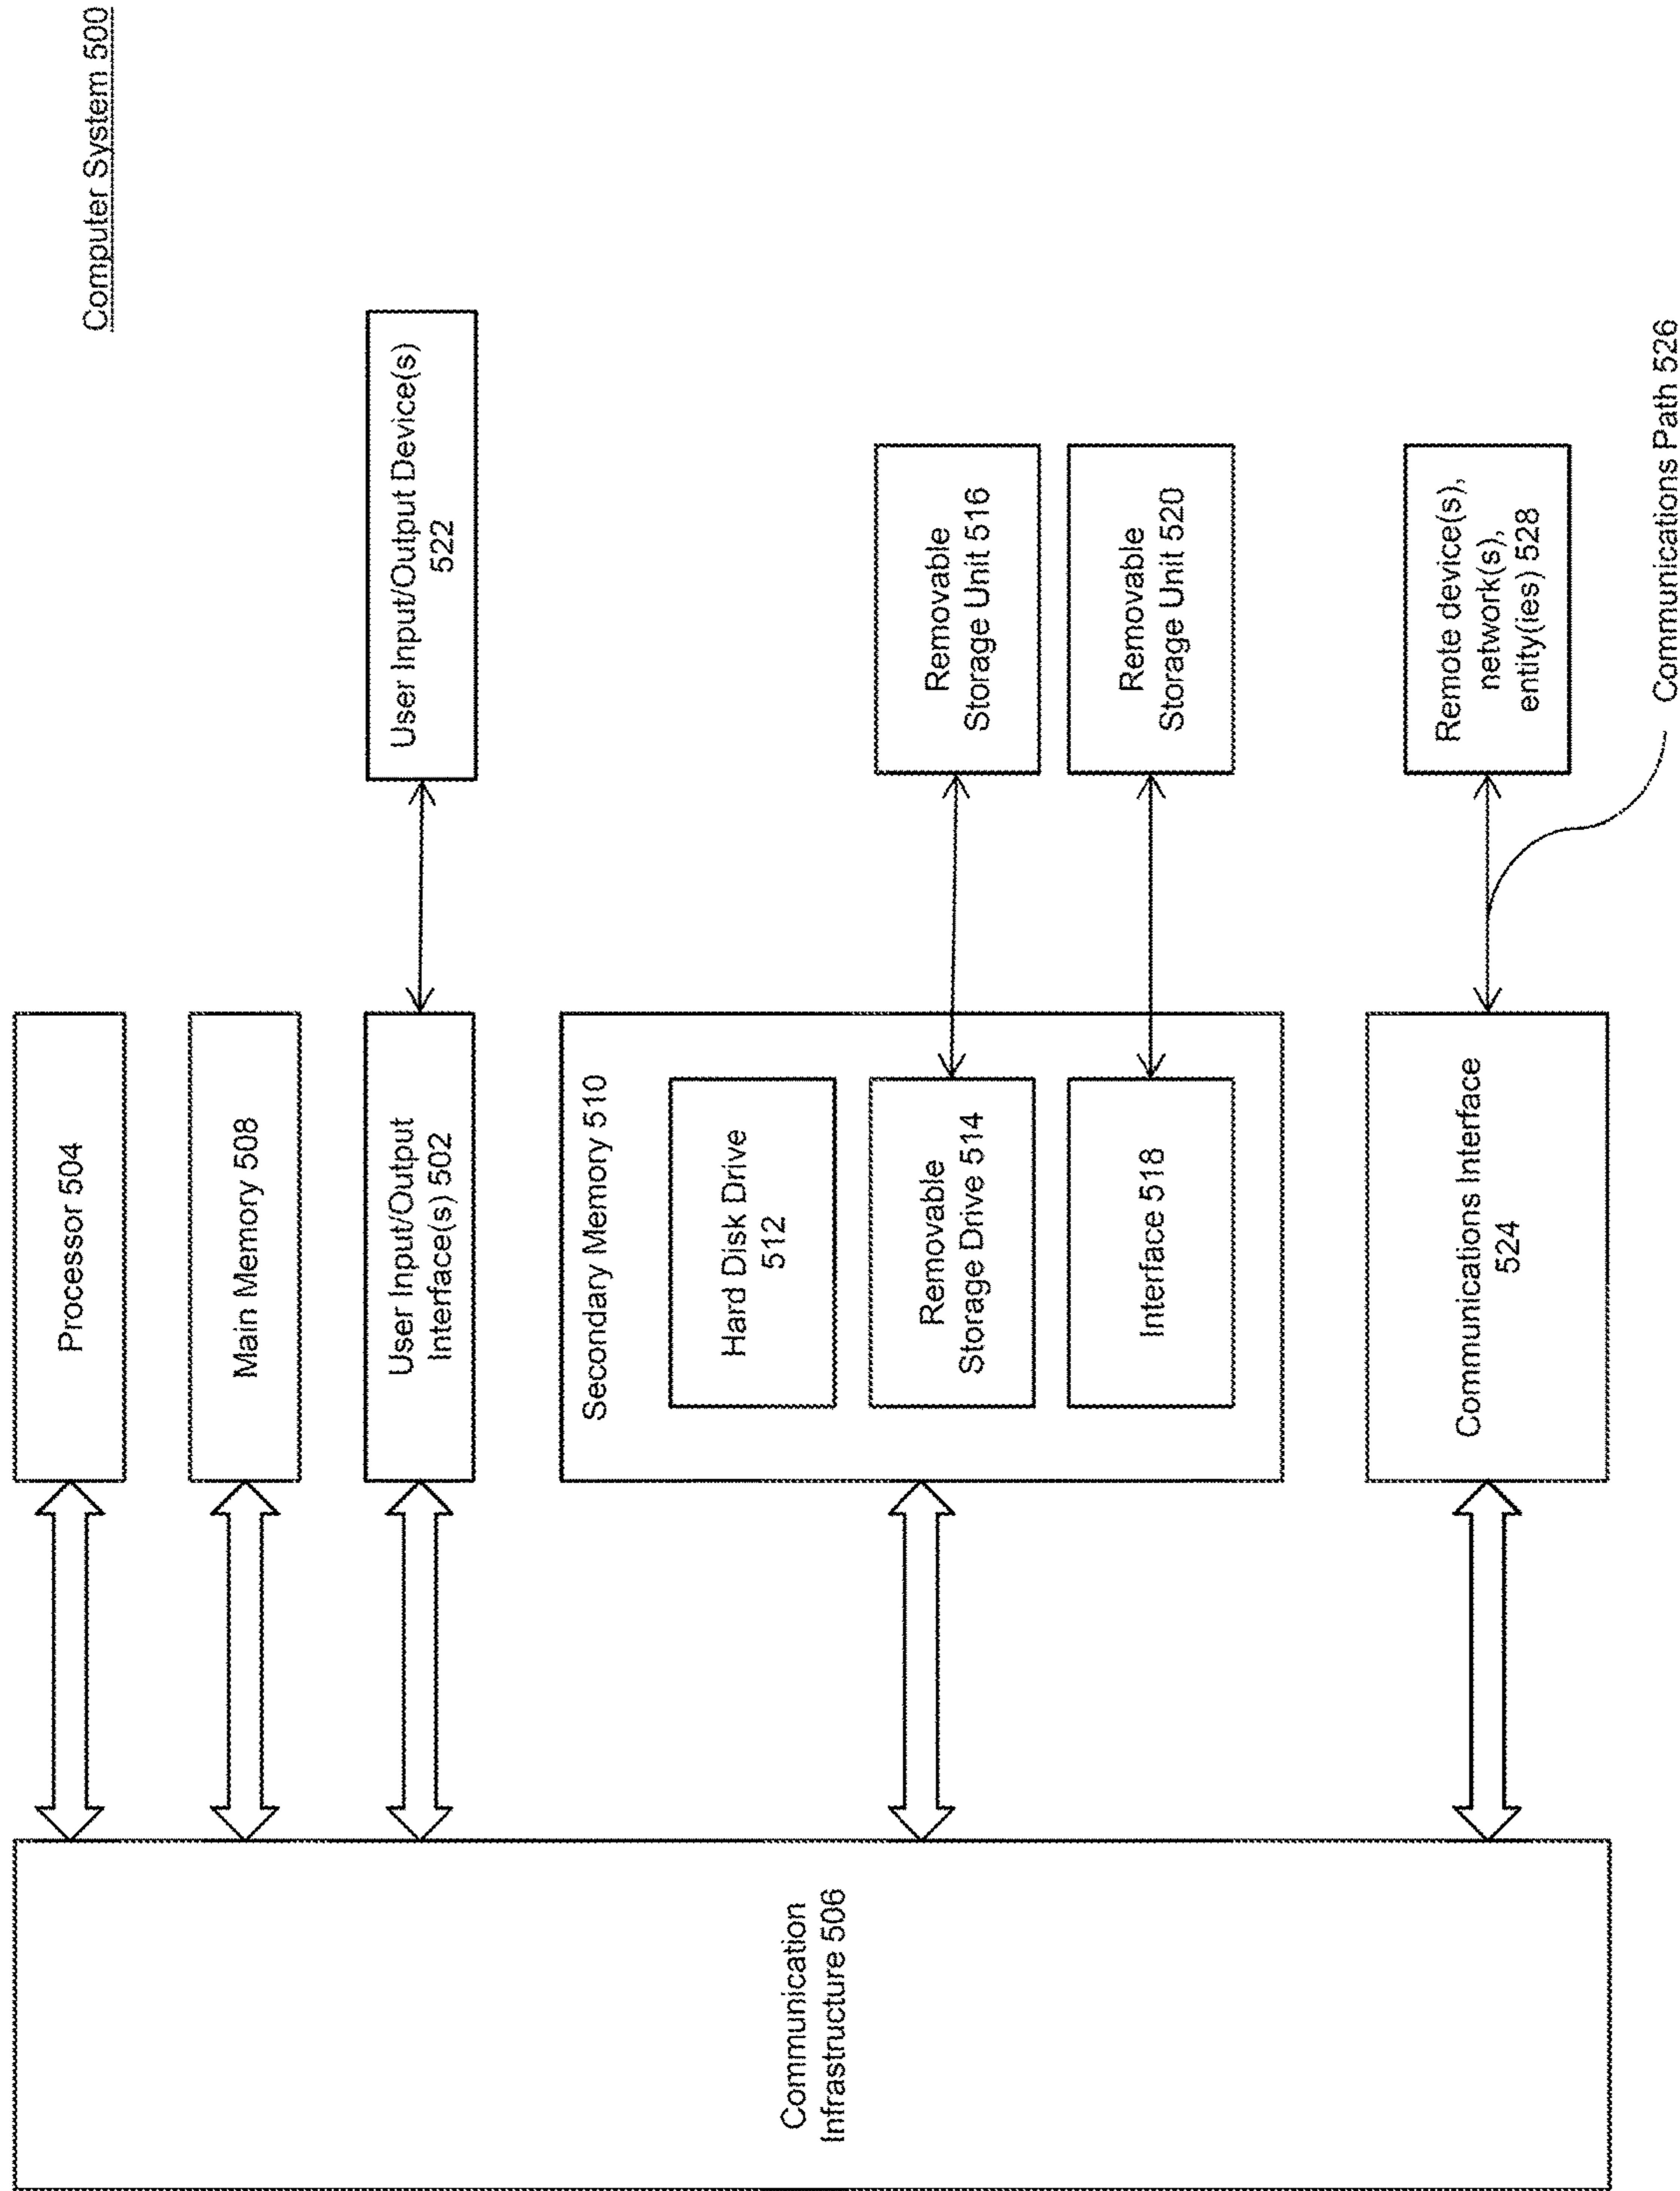 Computer System 500
Processor 504
Main Memory 508
User Input/Output
Interface(s) 502
User Input/Output Device(s)
522
Communication
Infrastructure 506
Secondary Memory 510
Hard Disk Drive
512
Removable
Storage Drive 514
Removable
Storage Unit 516
Interface 518
Removable
Storage Unit 520
Communications Interface
524
Remote device(s),
network(s),
entity(ies) 528
Communications Path 526